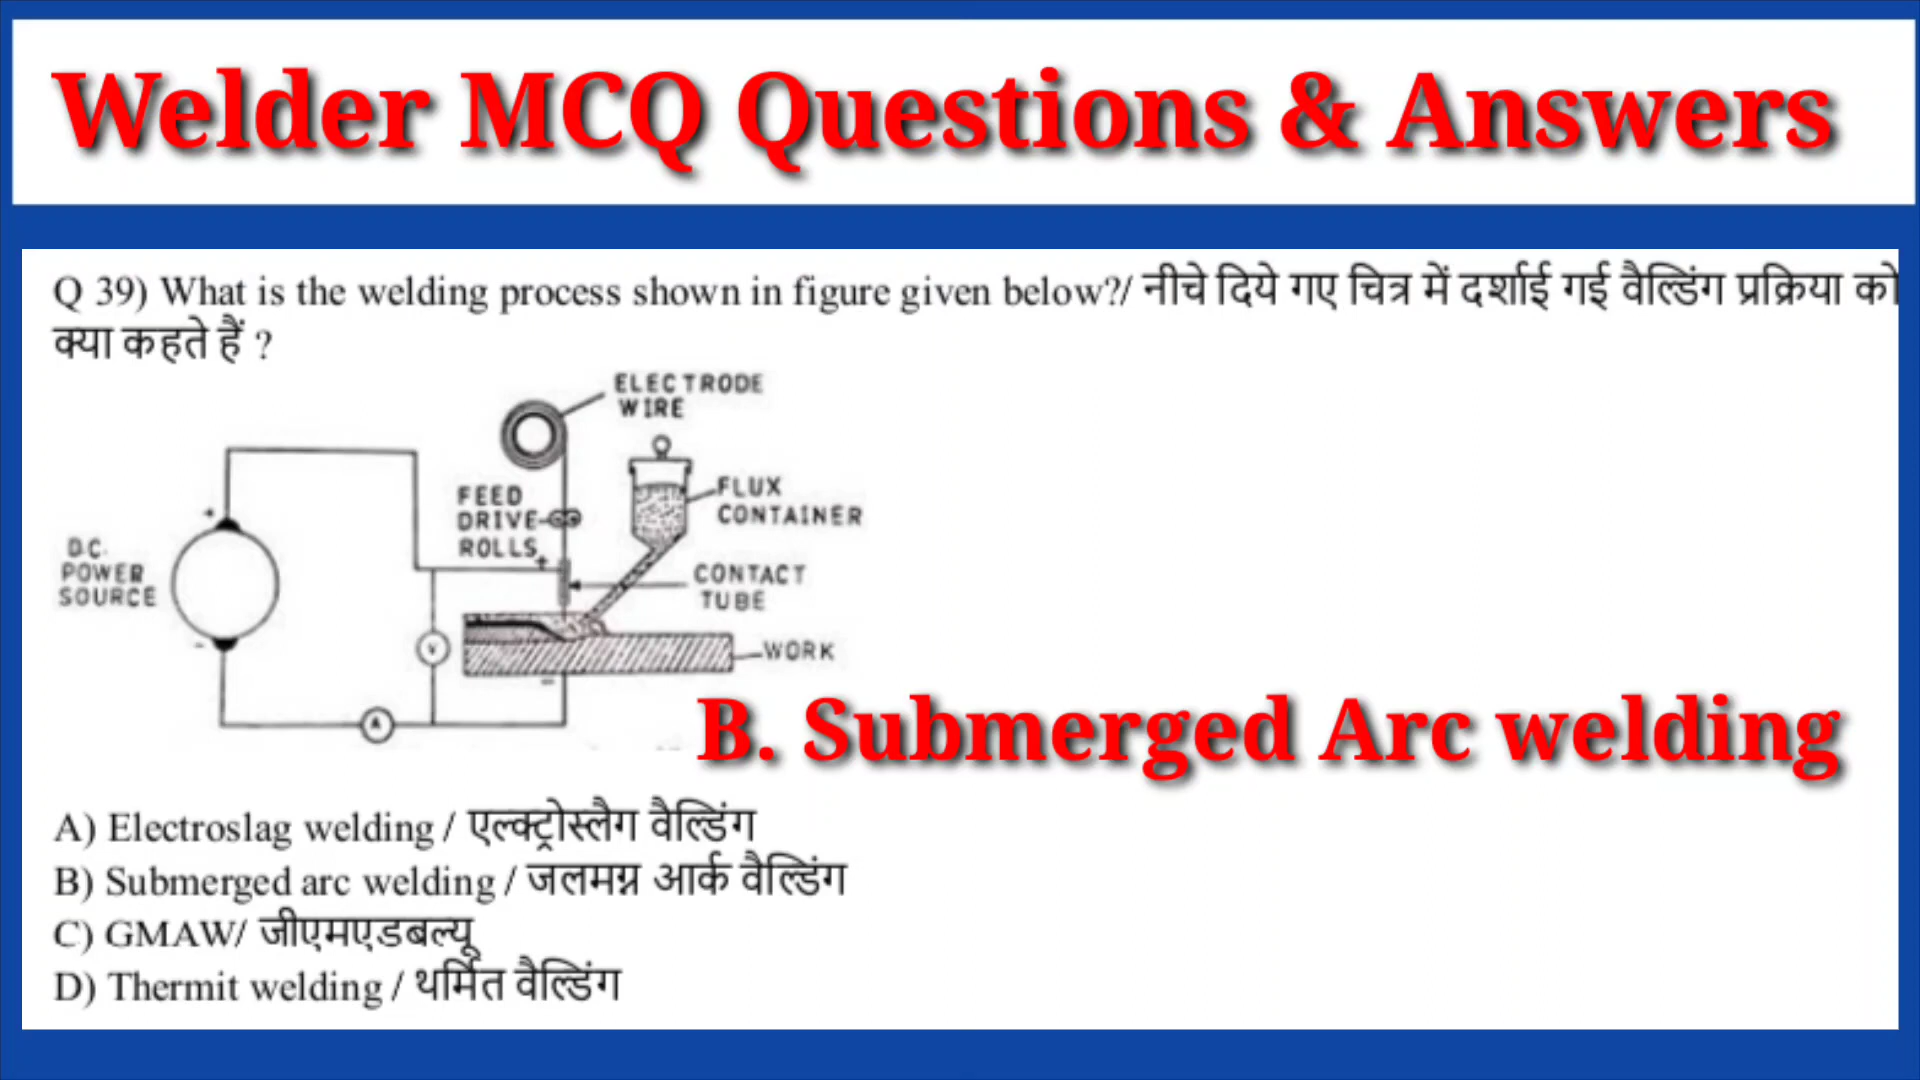 Welder MCQ Questions & Answers
Q 39) What is the welding process shown in figure given below?/ नीचे दिये गए चित्र में दर्शाई गई वैल्डिंग प्रक्रिया को
क्या कहते हैं ?
ELECTRODE
WIRE
FEED
DRIVE
ROLLS
FLUX
CONTAINER
+
D.C.
POWER
SOURCE
+
CONTACT
TUBE
V
WORK
-
-
A
B. Submerged Arc welding
A) Electroslag welding / एल्क्ट्रोस्लैग वैल्डिंग
B) Submerged arc welding / जलमग्न आर्क वैल्डिंग
C) GMAW/ जीएमएडबल्यू
D) Thermit welding / थर्मित वैल्डिंग